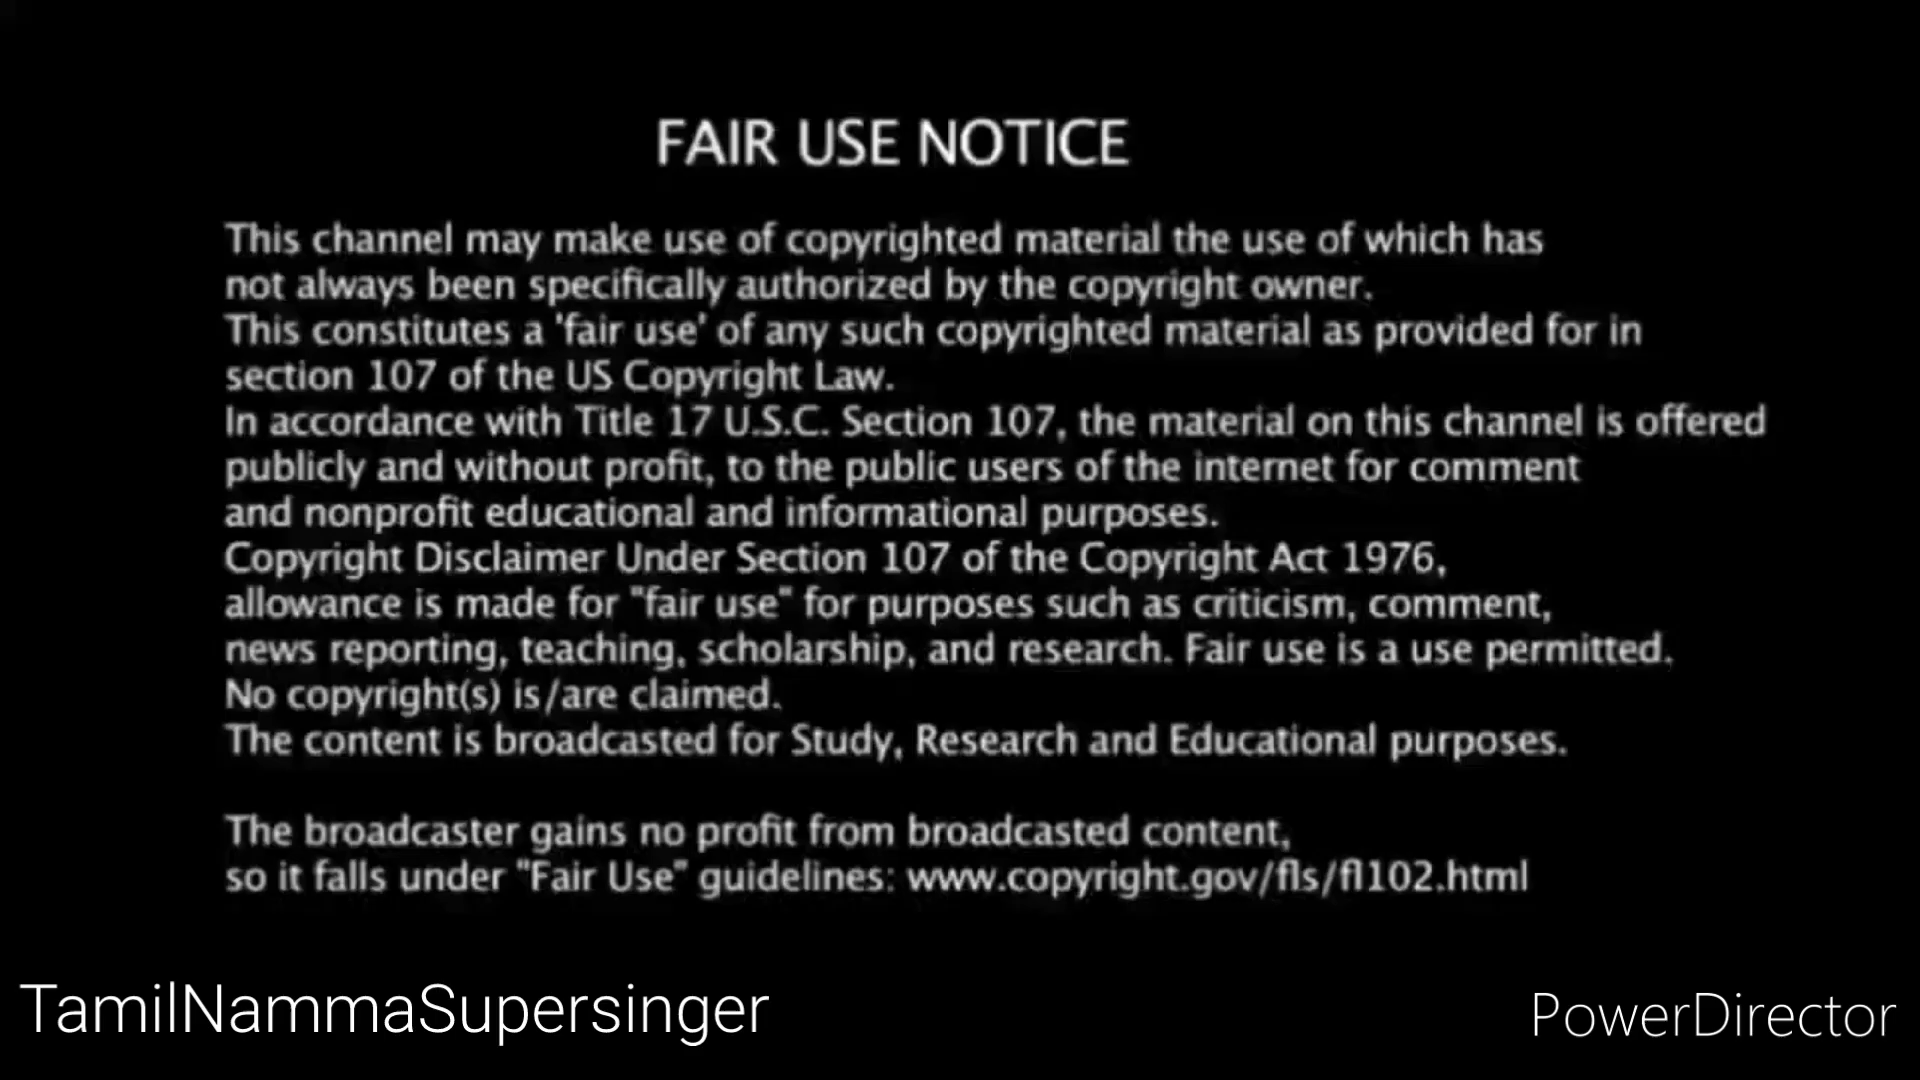 FAIR USE NOTICE
This channel may make use of copyrighted material the use of which has
not always been specifically authorized by the copyright owner.
This constitutes a 'fair use' of any such copyrighted material as provided for in
section 107 of the US Copyright Law.
In accordance with Title 17 U.S.C. Section 107, the material on this channel is offered
publicly and without profit, to the public users of the internet for comment
and nonprofit educational and informational purposes.
Copyright Disclaimer Under Section 107 of the Copyright Act 1976,
allowance is made for "fair use" for purposes such as criticism, comment,
news reporting, teaching, scholarship, and research. Fair use is a use permitted.
No copyright(s) is/are claimed.
The content is broadcasted for Study, Research and Educational purposes.
The broadcaster gains no profit from broadcasted content,
so it falls under "Fair Use" guidelines: www.copyright.gov/fls/fl102.html
TamilNammaSupersinger
PowerDirector